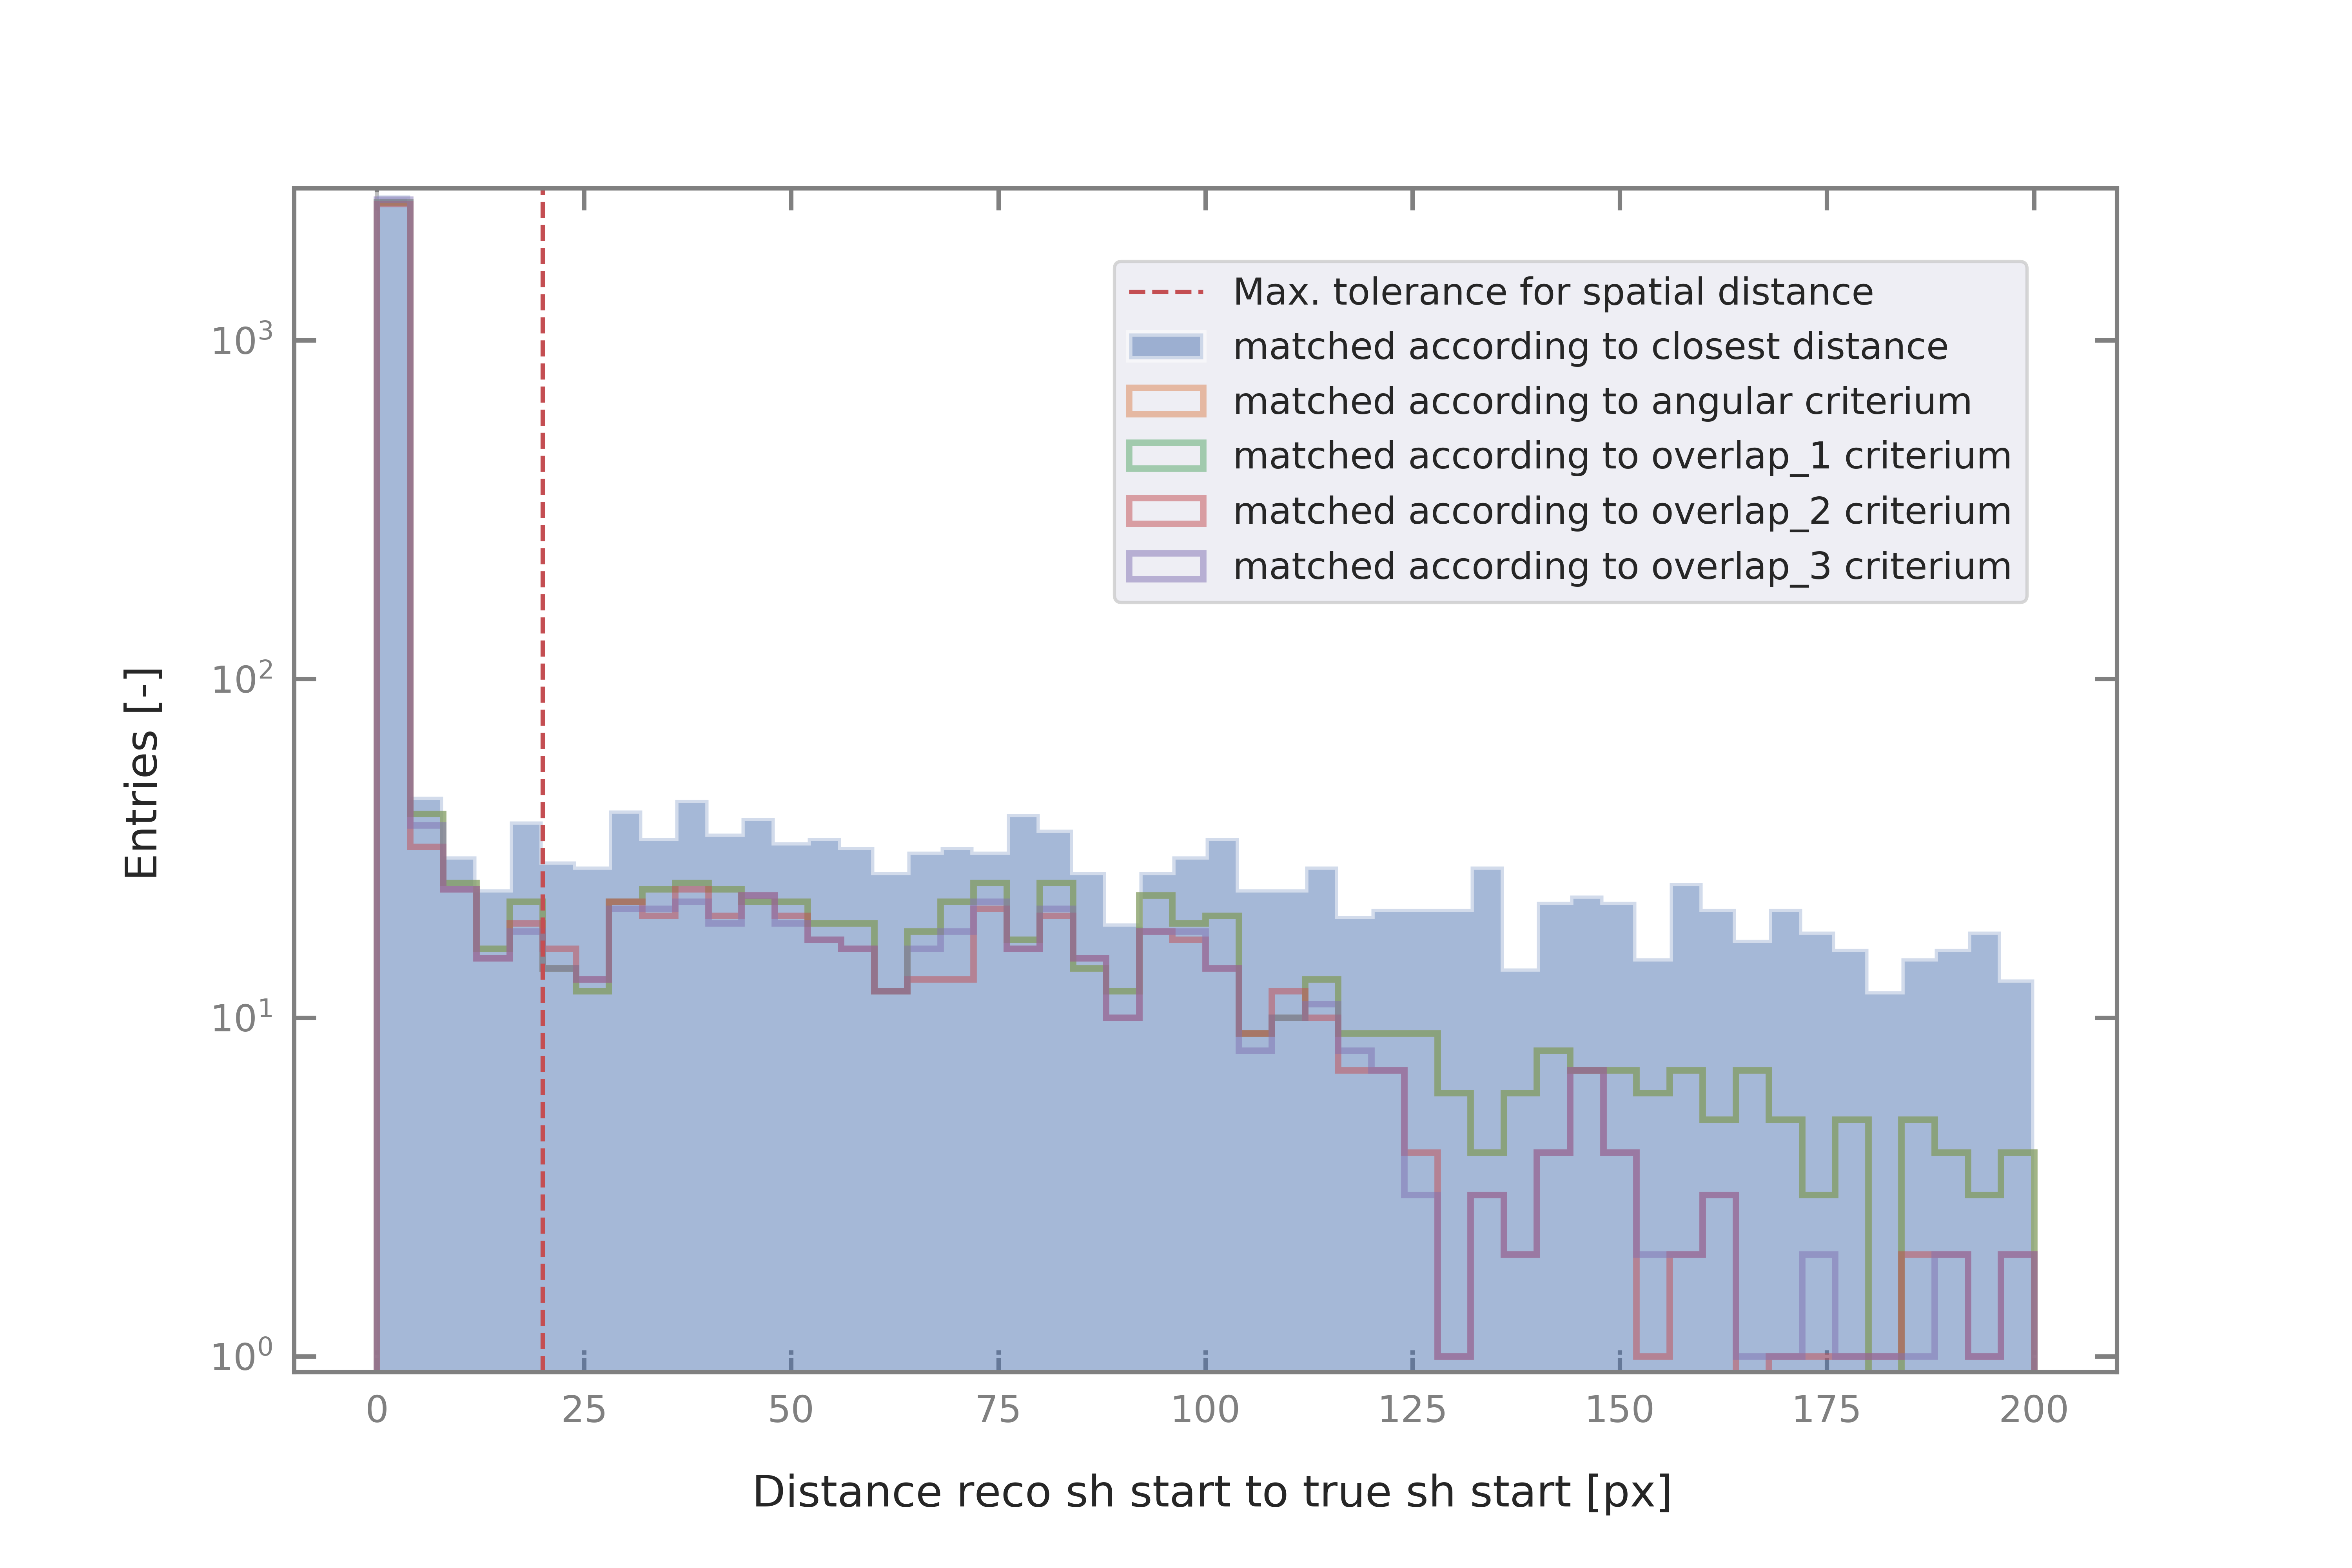 Max. tolerance for spatial distance
matched according to closest distance
matched according to angular criterium
matched according to overlap_1 criterium
matched according to overlap_2 criterium
matched according to overlap_3 criterium
10³
10²
10¹
10⁰
Entries [-]
0 25 50 75 100 125 150 175 200
Distance reco sh start to true sh start [px]